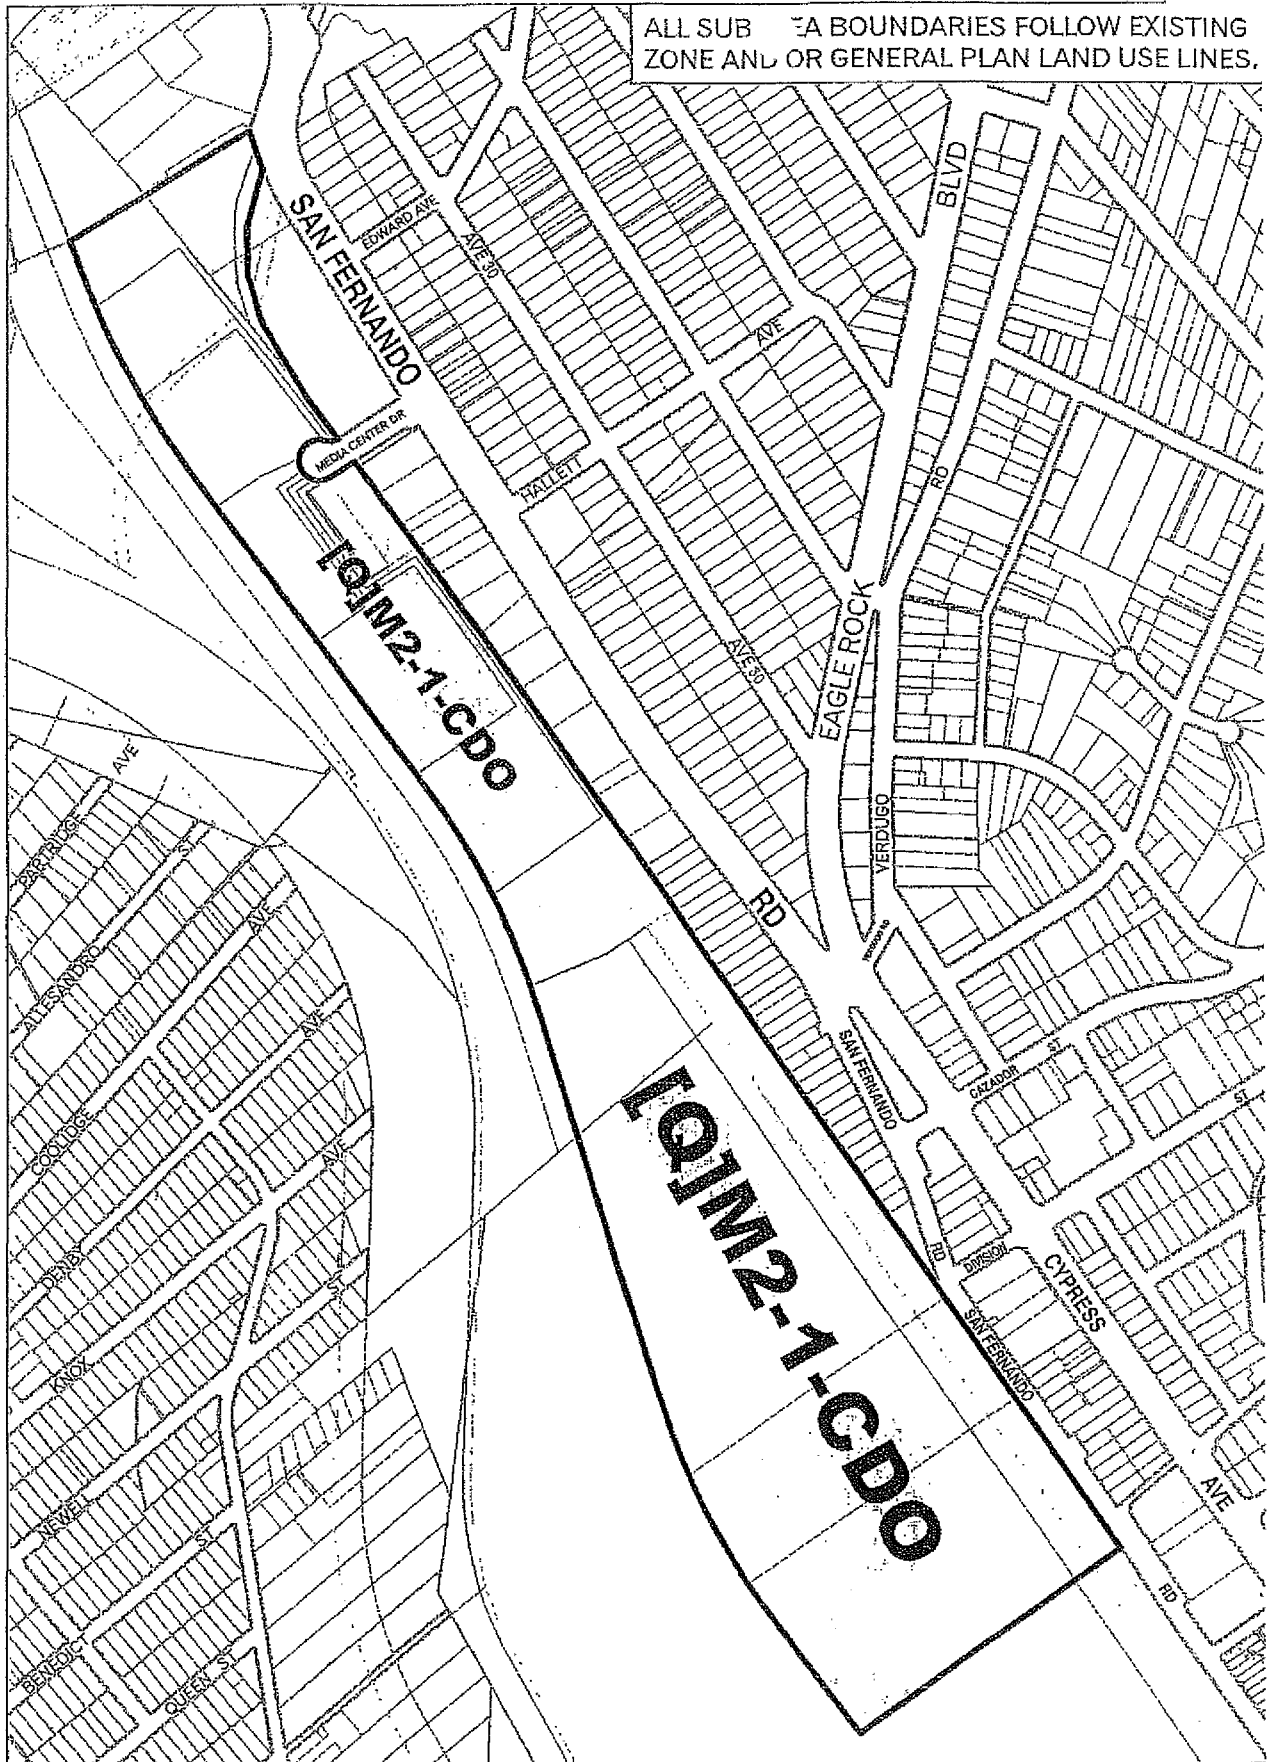 ALL SUB EA BOUNDARIES FOLLOW EXISTING
ZONE AND OR GENERAL PLAN LAND USE LINES.
BLVD
SAN FERNANDO
EDWARD AVE
AVE 30
AVE
MEDIA CENTER DR
HALLETT
RD
[Q]M2-1-CDO
EAGLE ROCK
AVE 30
AVE
PARTRIDGE
ST
VERDUGO
AVE
RD
ALLESANDRO
AVE
SAN FERNANDO
CAZADOR
ST
ST
COOLIDGE
AVE
[Q]M2-1-CDO
RD
DIVISION
DENBY
ST
CYPRESS
SAN FERNANDO
KNOX
AVE
NEWELL
ST
RD
BENEDICT
QUEEN ST